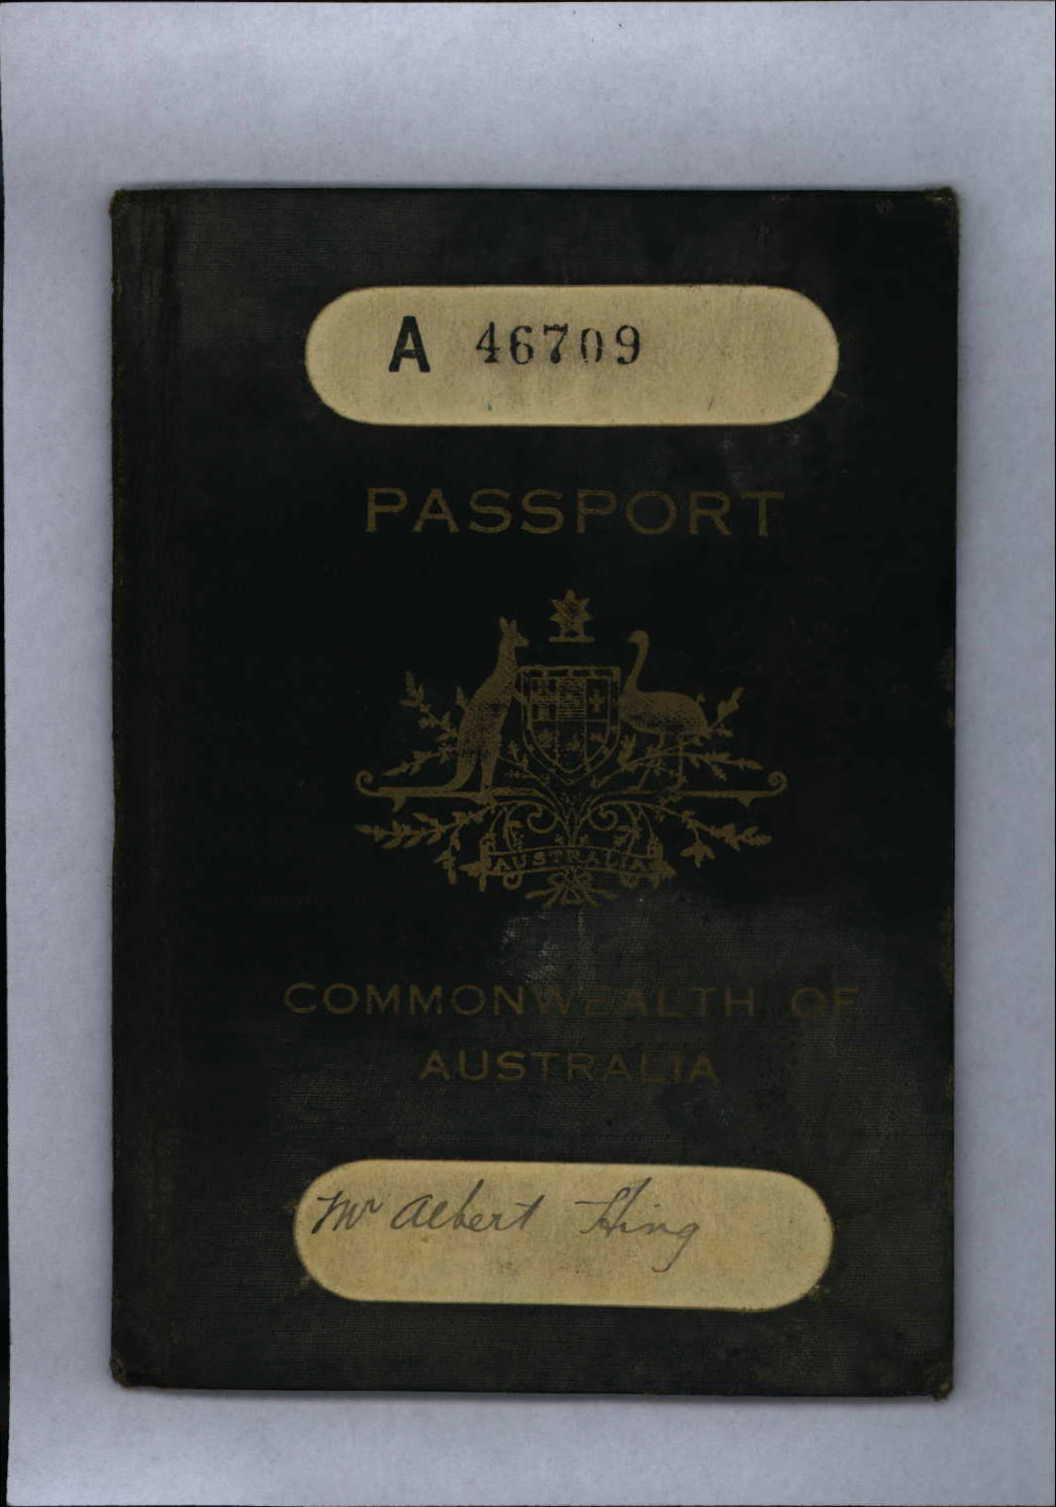 A 46709
PASSPORT
AUSTRALIA
COMMONWEALTH OF
AUSTRALIA
Mr Albert Hing